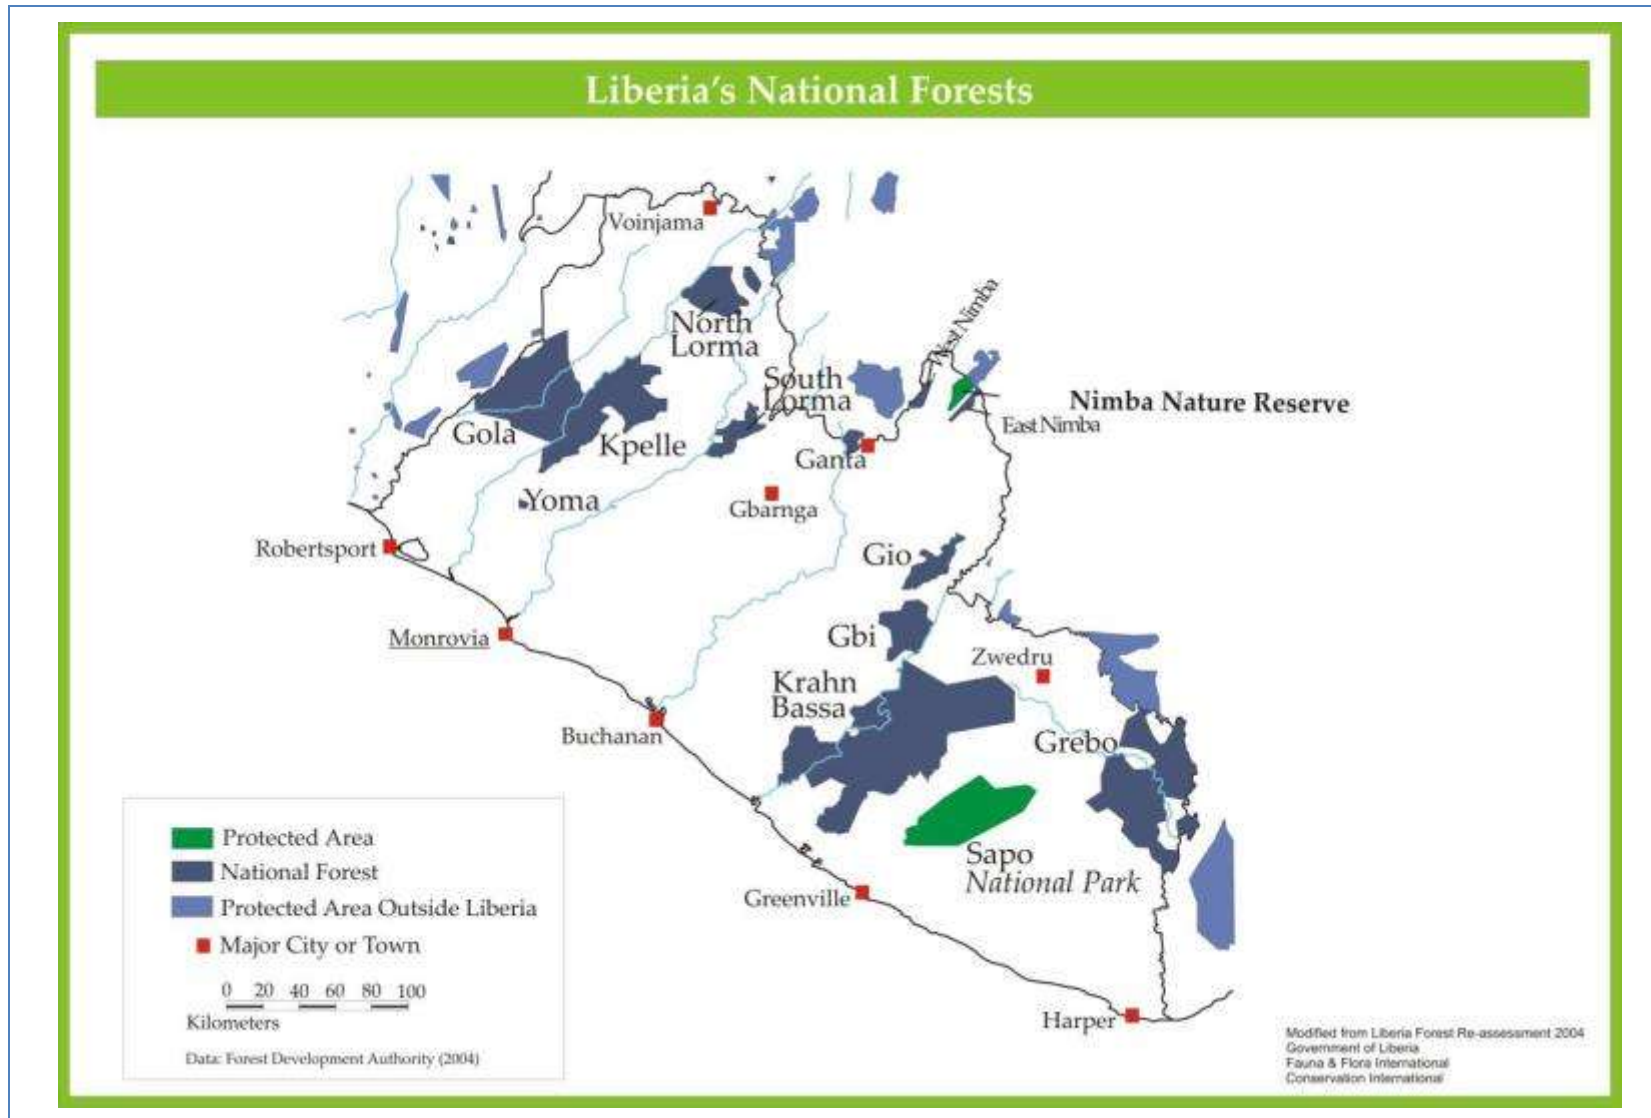 Liberia's National Forests
Voinjama
North
Lorma
West Nimba
South
Lorma
Nimba Nature Reserve
East Nimba
Gola
Kpelle
Ganta
Yoma
Gbarnga
Robertsport
Gio
Monrovia
Gbi
Zwedru
Krahn
Bassa
Buchanan
Grebo
Sapo
National Park
Greenville
Harper
Protected Area
National Forest
Protected Area Outside Liberia
Major City or Town
0 20 40 60 80 100
Kilometers
Data: Forest Development Authority (2004)
Modified from Liberia Forest Re-assessment 2004
Government of Liberia
Fauna & Flora International
Conservation International